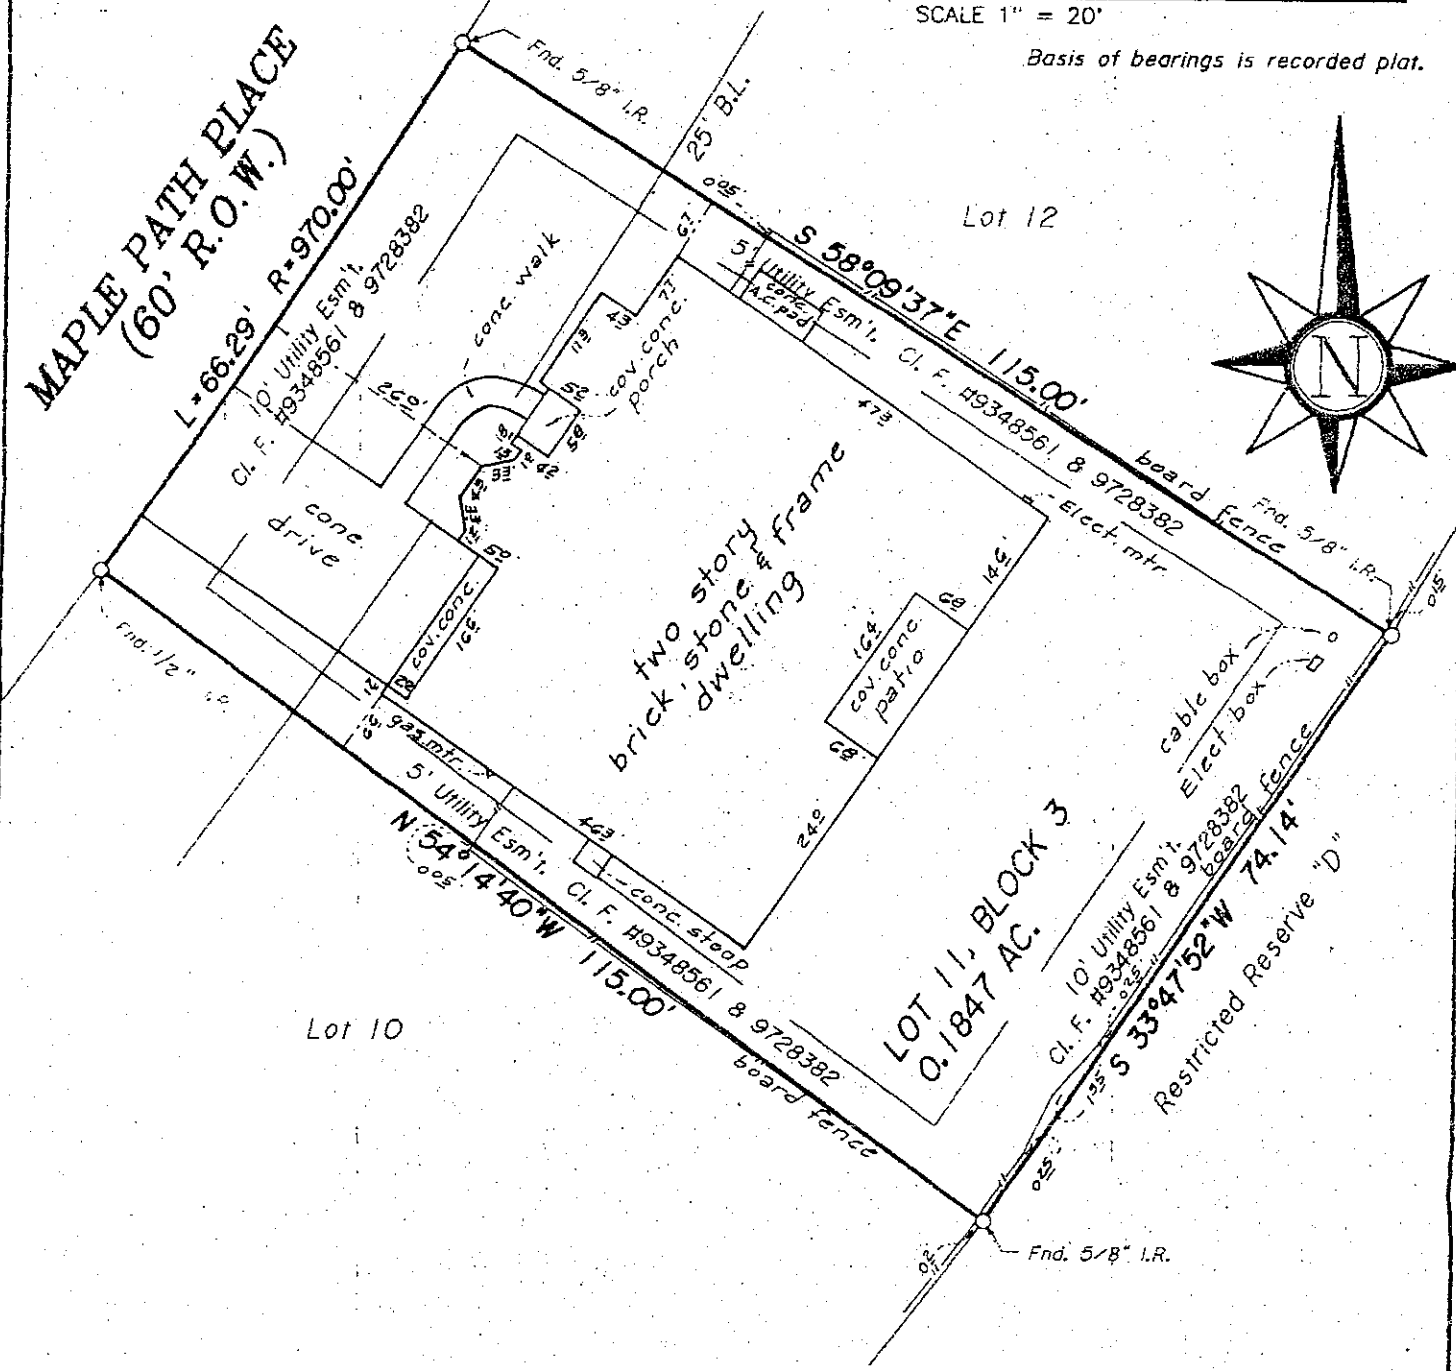 SCALE 1" = 20'
Basis of bearings is recorded plat.
MAPLE PATH PLACE
(60' R.O.W.)
L=66.29' R=970.00'
Fnd. 5/8" I.R.
25' B.L.
Lot 12
N
10' Utility Esm't.
Cl. F. #9348561 & 9728382
conc. walk
S 58°09'37"E 115.00'
5' Utility Esm't. Cl. F. #9348561 & 9728382
conc.
A.C. pad
cov. conc.
porch
conc.
drive
two story
brick, stone & frame
dwelling
Elect. mtr.
board fence
Fnd. 5/8" I.R.
cov. conc.
cov. conc.
patio
cable box
Elect. box
Fnd. 1/2"
gas mtr.
5' Utility Esm't. Cl. F. #9348561 & 9728382
conc. stoop
N 54°14'40"W 115.00'
board fence
LOT 11, BLOCK 3
0.1847 AC.
10' Utility Esm't.
Cl. F. #9348561 & 9728382
board fence
S 33°47'52"W 74.14'
Restricted Reserve "D"
Lot 10
Fnd. 5/8" I.R.